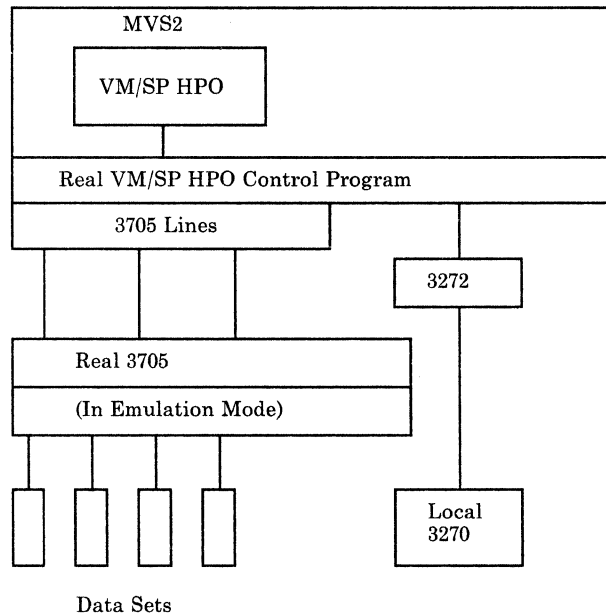 MVS2
VM/SP HPO
Real VM/SP HPO Control Program
3705 Lines
3272
Real 3705
(In Emulation Mode)
Local
3270
Data Sets